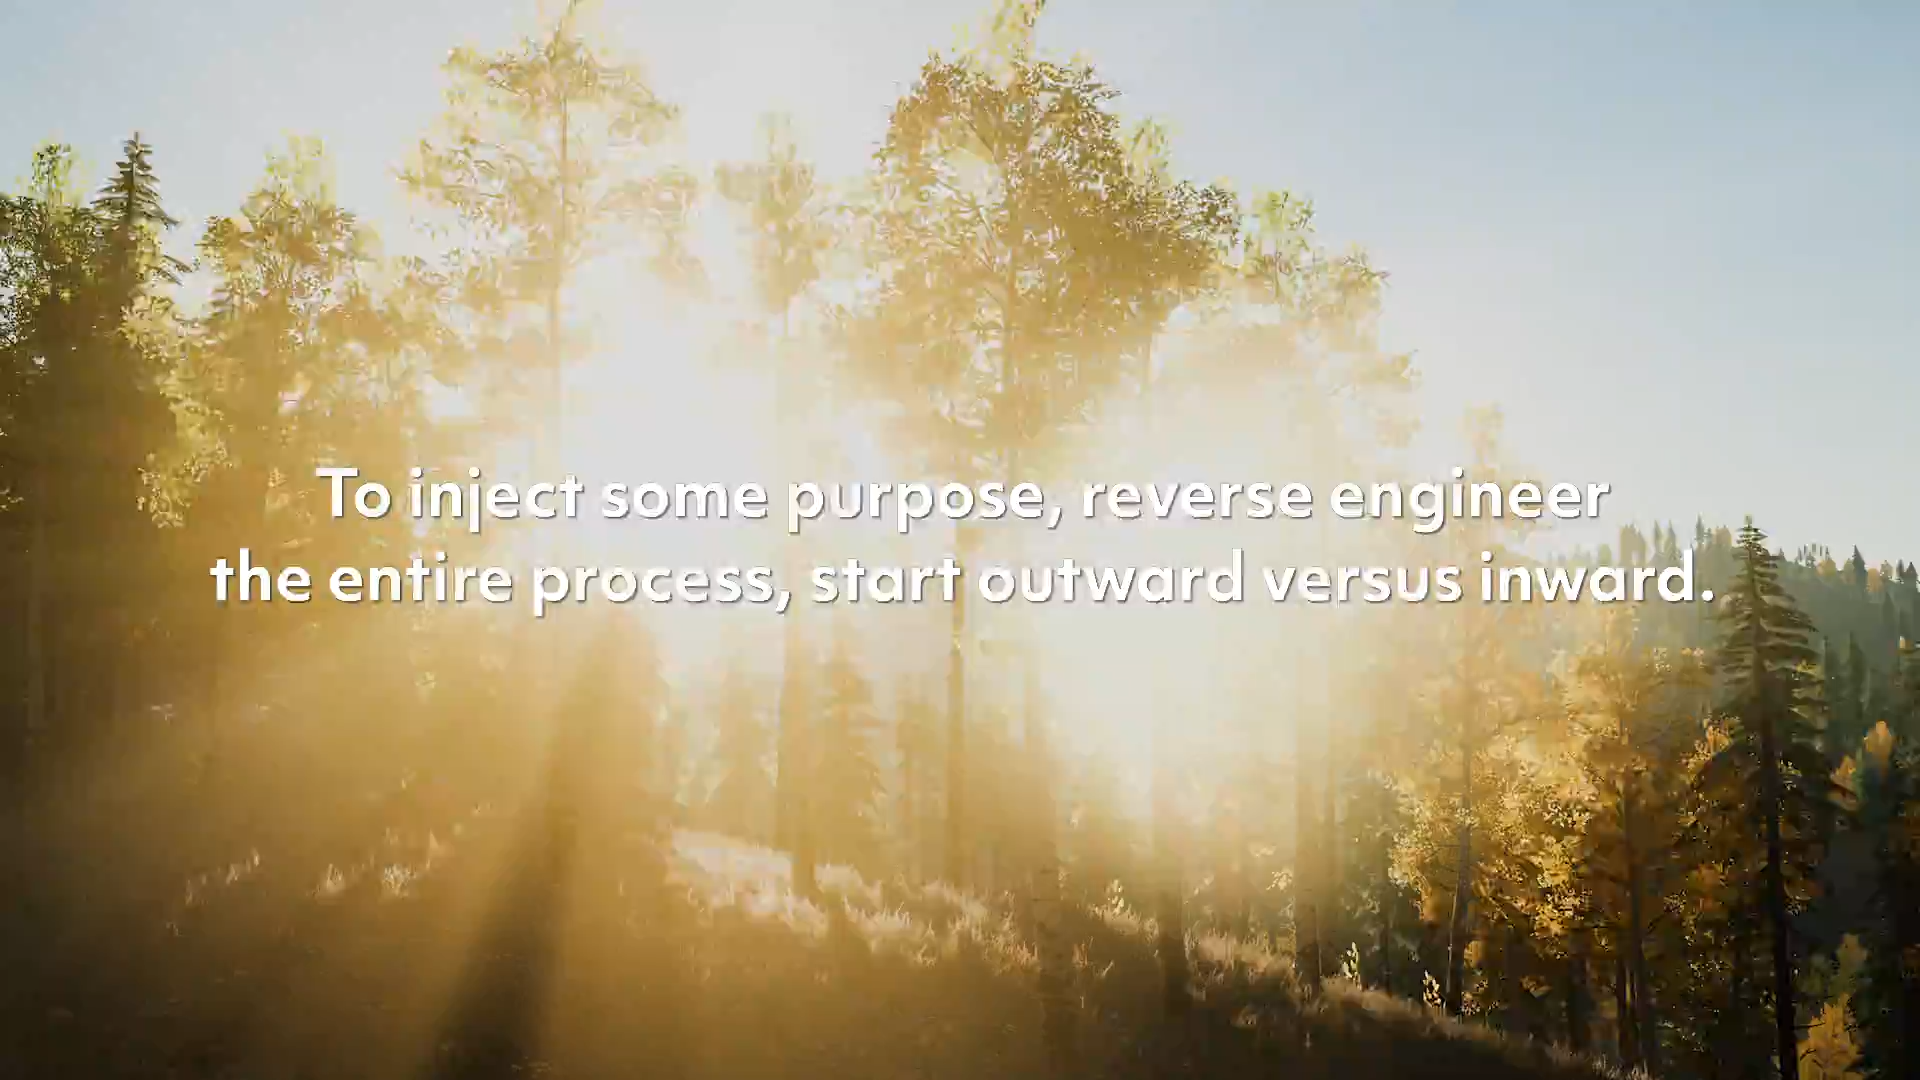 To inject some purpose, reverse engineer
the entire process, start outward versus inward.